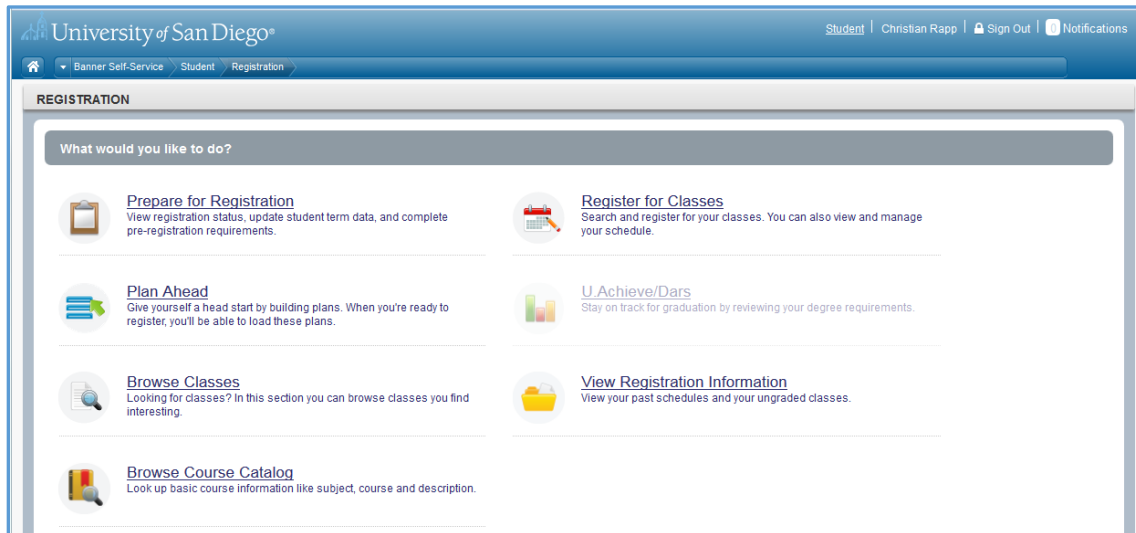 University of San Diego®
Student | Christian Rapp | Sign Out | 0 Notifications
Banner Self-Service Student Registration
REGISTRATION
What would you like to do?
Prepare for Registration
View registration status, update student term data, and complete
pre-registration requirements.
Register for Classes
Search and register for your classes. You can also view and manage
your schedule.
Plan Ahead
Give yourself a head start by building plans. When you're ready to
register, you'll be able to load these plans.
U.Achieve/Dars
Stay on track for graduation by reviewing your degree requirements.
Browse Classes
Looking for classes? In this section you can browse classes you find
interesting.
View Registration Information
View your past schedules and your ungraded classes.
Browse Course Catalog
Look up basic course information like subject, course and description.